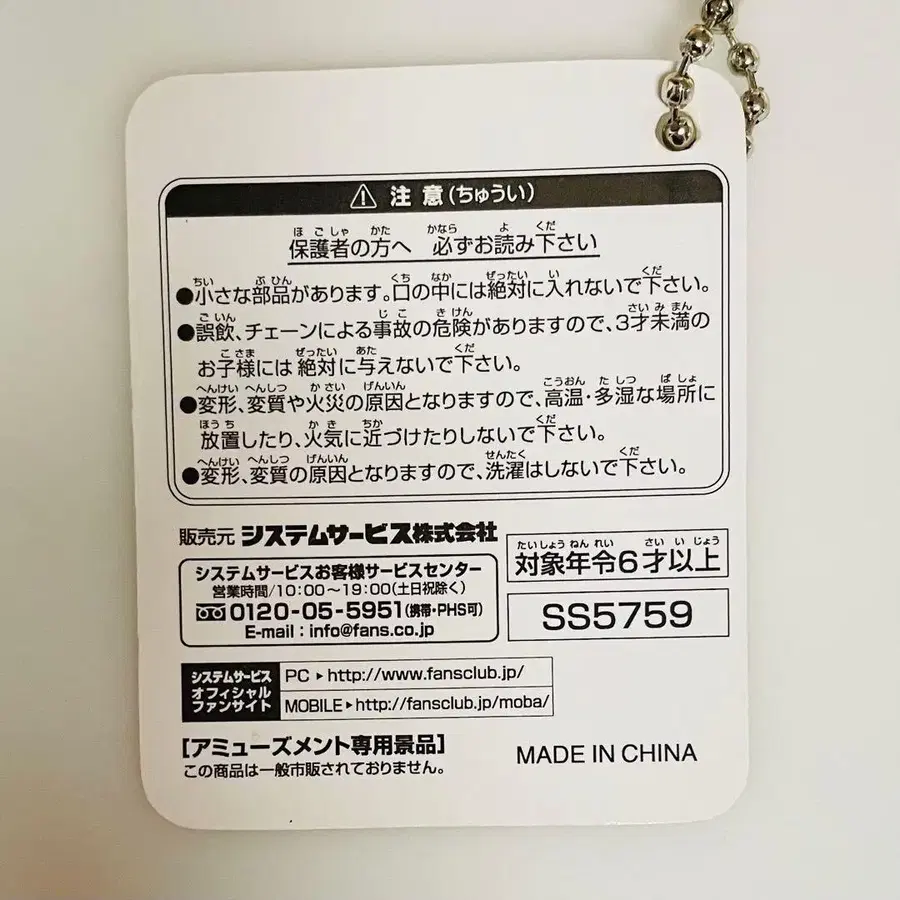 ⚠ 注意(ちゅうい)
保護者の方へ 必ずお読み下さい
●小さな部品があります。口の中には絶対に入れないで下さい。
●誤飲、チェーンによる事故の危険がありますので、3才未満の
お子様には絶対に与えないで下さい。
●変形、変質や火災の原因となりますので、高温・多湿な場所に
放置したり、火気に近づけたりしないで下さい。
●変形、変質の原因となりますので、洗濯はしないで下さい。
販売元 システムサービス株式会社
システムサービスお客様サービスセンター
営業時間/10:00～19:00(土日祝除く)
0120-05-5951(携帯・PHS可)
E-mail : info@fans.co.jp
対象年令6才以上
SS5759
システムサービス
オフィシャル
ファンサイト
PC ▶ http://www.fansclub.jp/
MOBILE ▶ http://fansclub.jp/moba/
[アミューズメント専用景品]
この商品は一般市販されておりません。
MADE IN CHINA